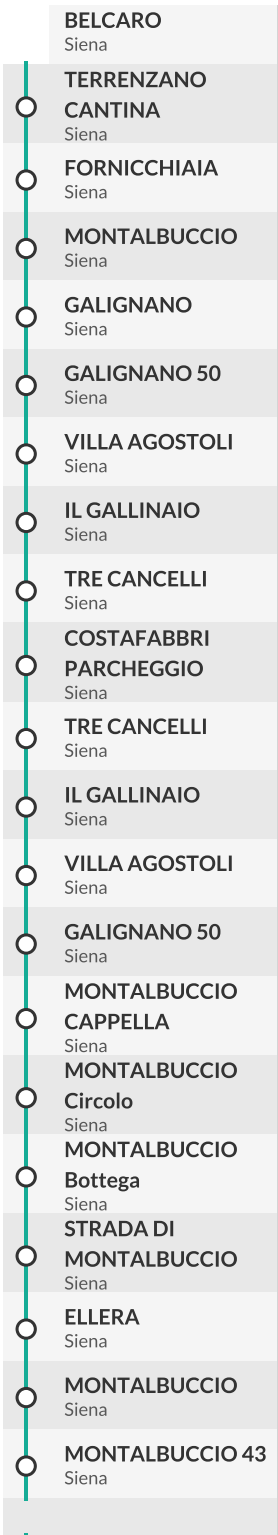 BELCARO
Siena
TERRENZANO
CANTINA
Siena
FORNICCHIAIA
Siena
MONTALBUCCIO
Siena
GALIGNANO
Siena
GALIGNANO 50
Siena
VILLA AGOSTOLI
Siena
IL GALLINAIO
Siena
TRE CANCELLI
Siena
COSTAFABBRI
PARCHEGGIO
Siena
TRE CANCELLI
Siena
IL GALLINAIO
Siena
VILLA AGOSTOLI
Siena
GALIGNANO 50
Siena
MONTALBUCCIO
CAPPELLA
Siena
MONTALBUCCIO
Circolo
Siena
MONTALBUCCIO
Bottega
Siena
STRADA DI
MONTALBUCCIO
Siena
ELLERA
Siena
MONTALBUCCIO
Siena
MONTALBUCCIO 43
Siena